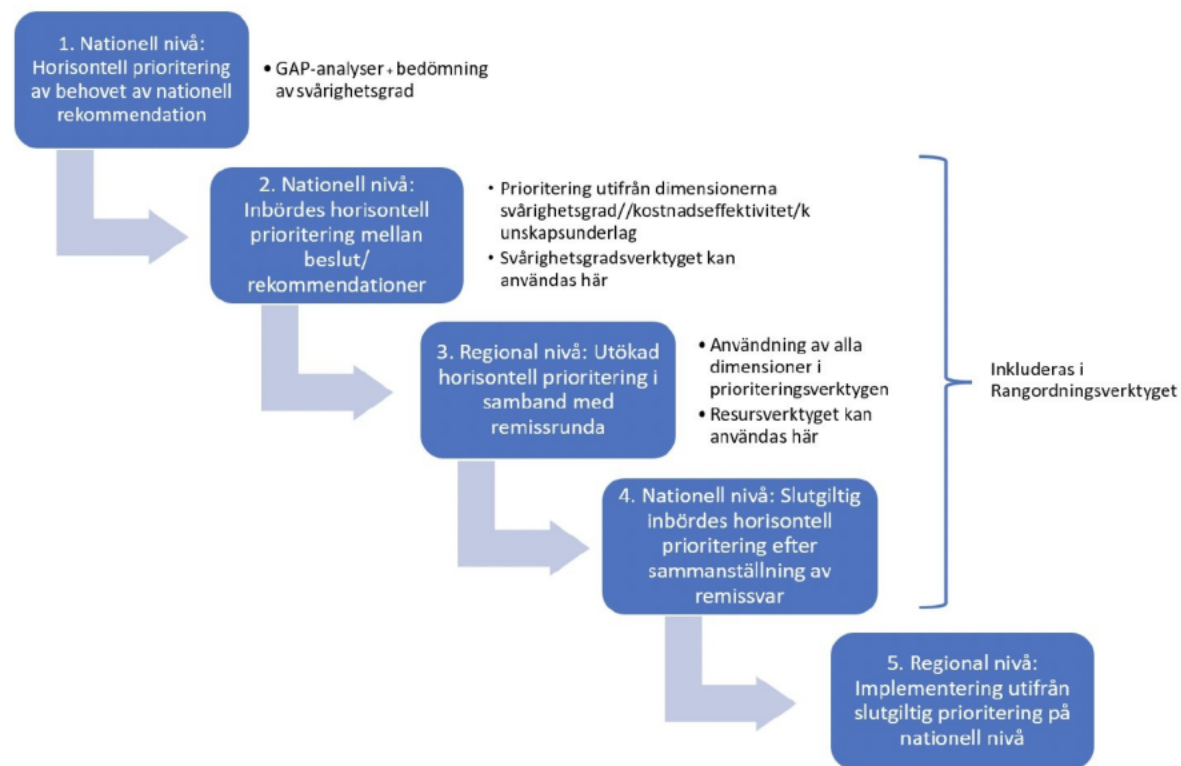 1. Nationell nivå:
Horisontell prioritering
av behovet av nationell
rekommendation
• GAP-analyser + bedömning
av svårighetsgrad
2. Nationell nivå:
Inbördes horisontell
prioritering mellan
beslut/
rekommendationer
• Prioritering utifrån dimensionerna
svårighetsgrad//kostnadseffektivitet/k
unskapsunderlag
• Svårighetsgradsverktyget kan
användas här
3. Regional nivå: Utökad
horisontell prioritering i
samband med
remissrunda
• Användning av alla
dimensioner i
prioriteringsverktygen
• Resursverktyget kan
användas här
Inkluderas i
Rangordningsverktyget
4. Nationell nivå: Slutgiltig
inbördes horisontell
prioritering efter
sammanställning av
remissvar
5. Regional nivå:
Implementering utifrån
slutgiltig prioritering på
nationell nivå